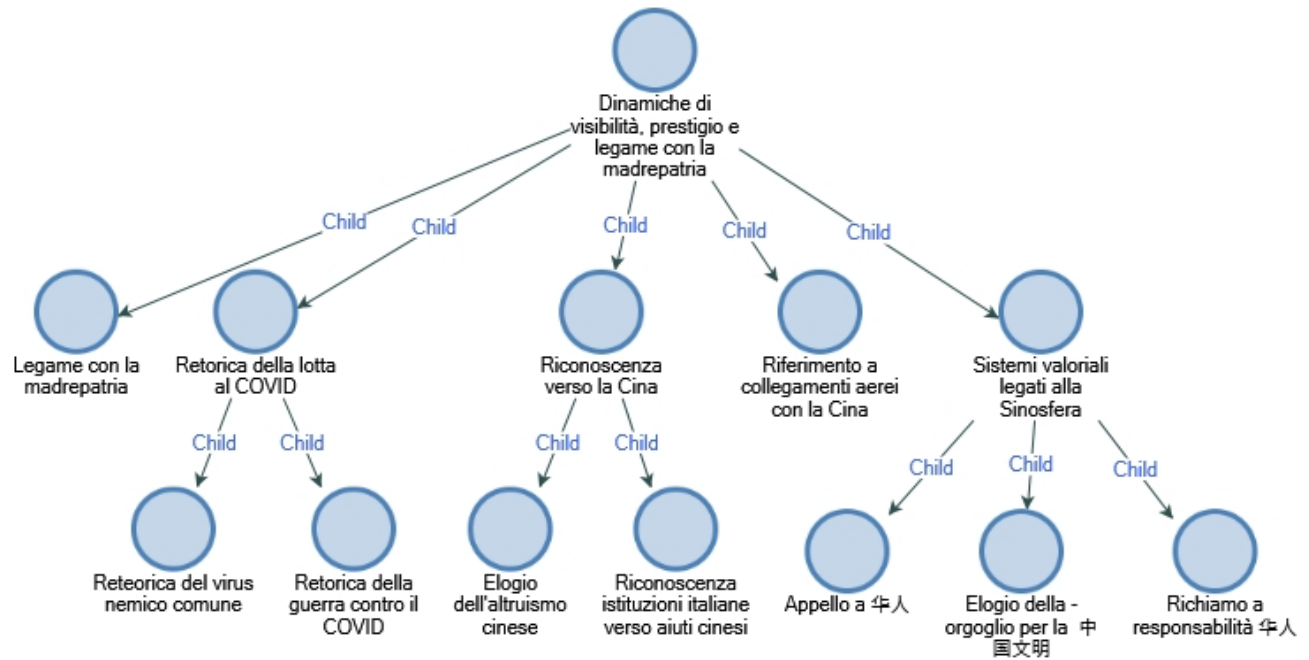 Dinamiche di
visibilità, prestigio e
legame con la
madrepatria
Child
Child
Child
Child
Child
Legame con la
madrepatria
Retorica della lotta
al COVID
Riconoscenza
verso la Cina
Riferimento a
collegamenti aerei
con la Cina
Sistemi valoriali
legati alla
Sinosfera
Child
Child
Child
Child
Child
Child
Child
Reteorica del virus
nemico comune
Retorica della
guerra contro il
COVID
Elogio
dell'altruismo
cinese
Riconoscenza
istituzioni italiane
verso aiuti cinesi
Appello a 华人
Elogio della -
orgoglio per la 中
国文明
Richiamo a
responsabilità 华人